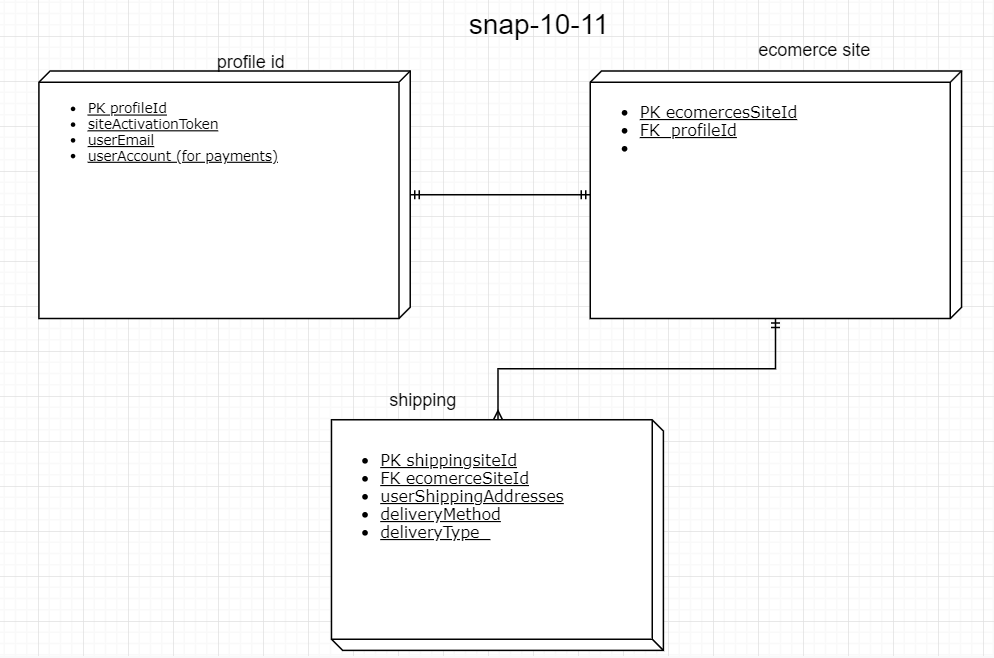 snap-10-11
profile id
ecomerce site
PK profileId
siteActivationToken
userEmail
userAccount (for payments)
PK ecomercesSiteId
FK  profileId
shipping
PK shippingsiteId
FK ecomerceSiteId
userShippingAddresses
deliveryMethod
deliveryType